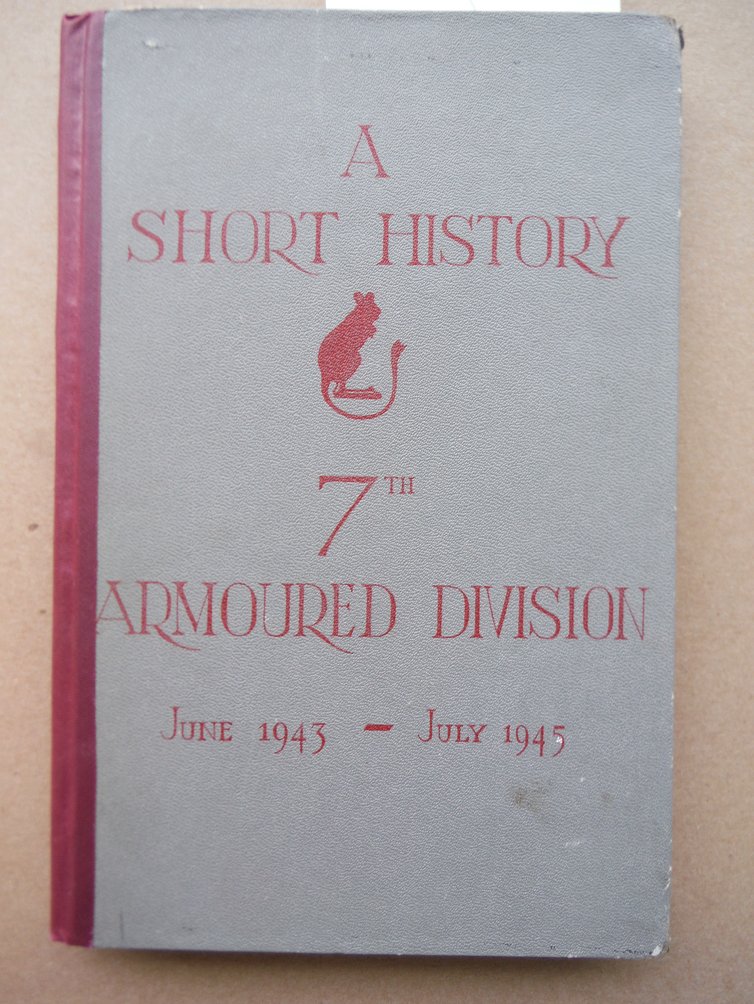 A
SHORT HISTORY
7TH
ARMOURED DIVISION
JUNE 1943 - JULY 1945